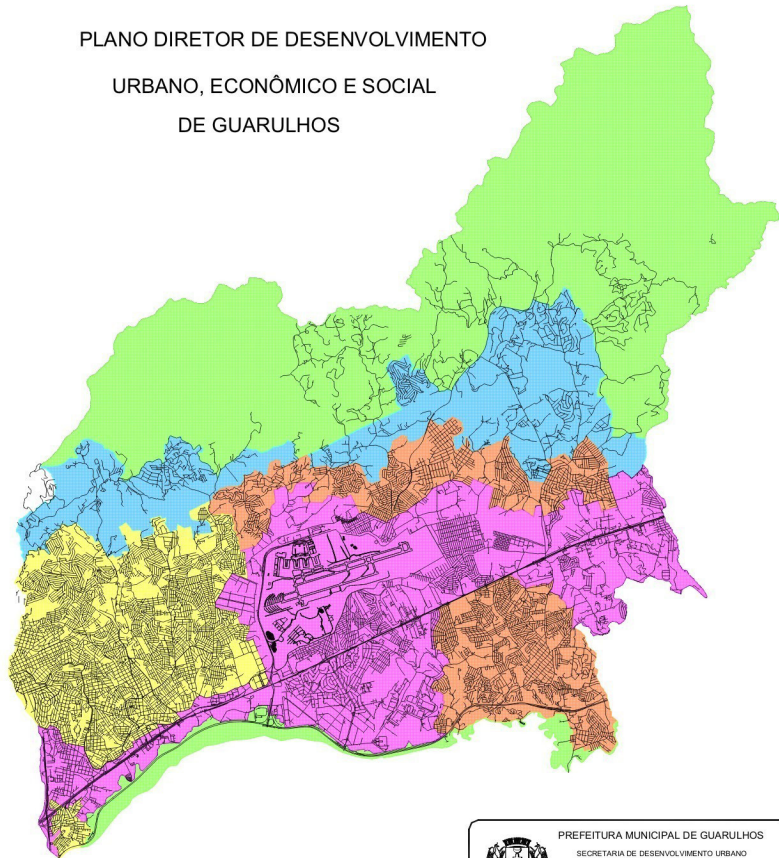 PLANO DIRETOR DE DESENVOLVIMENTO
URBANO, ECONÔMICO E SOCIAL
DE GUARULHOS
PREFEITURA MUNICIPAL DE GUARULHOS
SECRETARIA DE DESENVOLVIMENTO URBANO